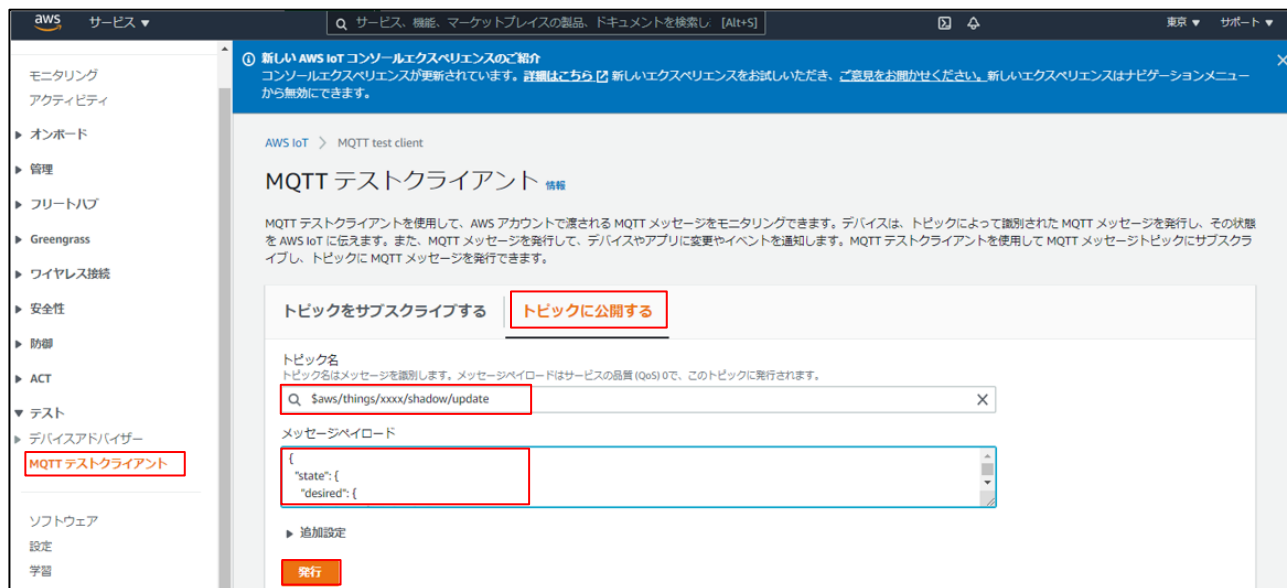 aws
サービス ▼
サービス、機能、マーケットプレイスの製品、ドキュメントを検索し [Alt+S]
東京 ▼
サポート ▼
モニタリング
アクティビティ
オンボード
管理
フリートハブ
Greengrass
ワイヤレス接続
安全性
防御
ACT
テスト
デバイスアドバイザー
MQTT テストクライアント
ソフトウェア
設定
学習
新しい AWS IoT コンソールエクスペリエンスのご紹介
コンソールエクスペリエンスが更新されています。詳細はこちら 新しいエクスペリエンスをお試しいただき、ご意見をお聞かせください。新しいエクスペリエンスはナビゲーションメニュー
から無効にできます。
AWS IoT > MQTT test client
MQTT テストクライアント 情報
MQTT テストクライアントを使用して、AWS アカウントで渡される MQTT メッセージをモニタリングできます。デバイスは、トピックによって識別された MQTT メッセージを発行し、その状態
を AWS IoT に伝えます。また、MQTT メッセージを発行して、デバイスやアプリに変更やイベントを通知します。MQTT テストクライアントを使用して MQTT メッセージトピックにサブスクラ
イブし、トピックに MQTT メッセージを発行できます。
トピックをサブスクライブする
トピックに公開する
トピック名
トピック名はメッセージを識別します。メッセージペイロードはサービスの品質 (QoS) 0で、このトピックに発行されます。
$aws/things/xxxx/shadow/update
メッセージペイロード
{
"state": {
"desired": {
追加設定
発行